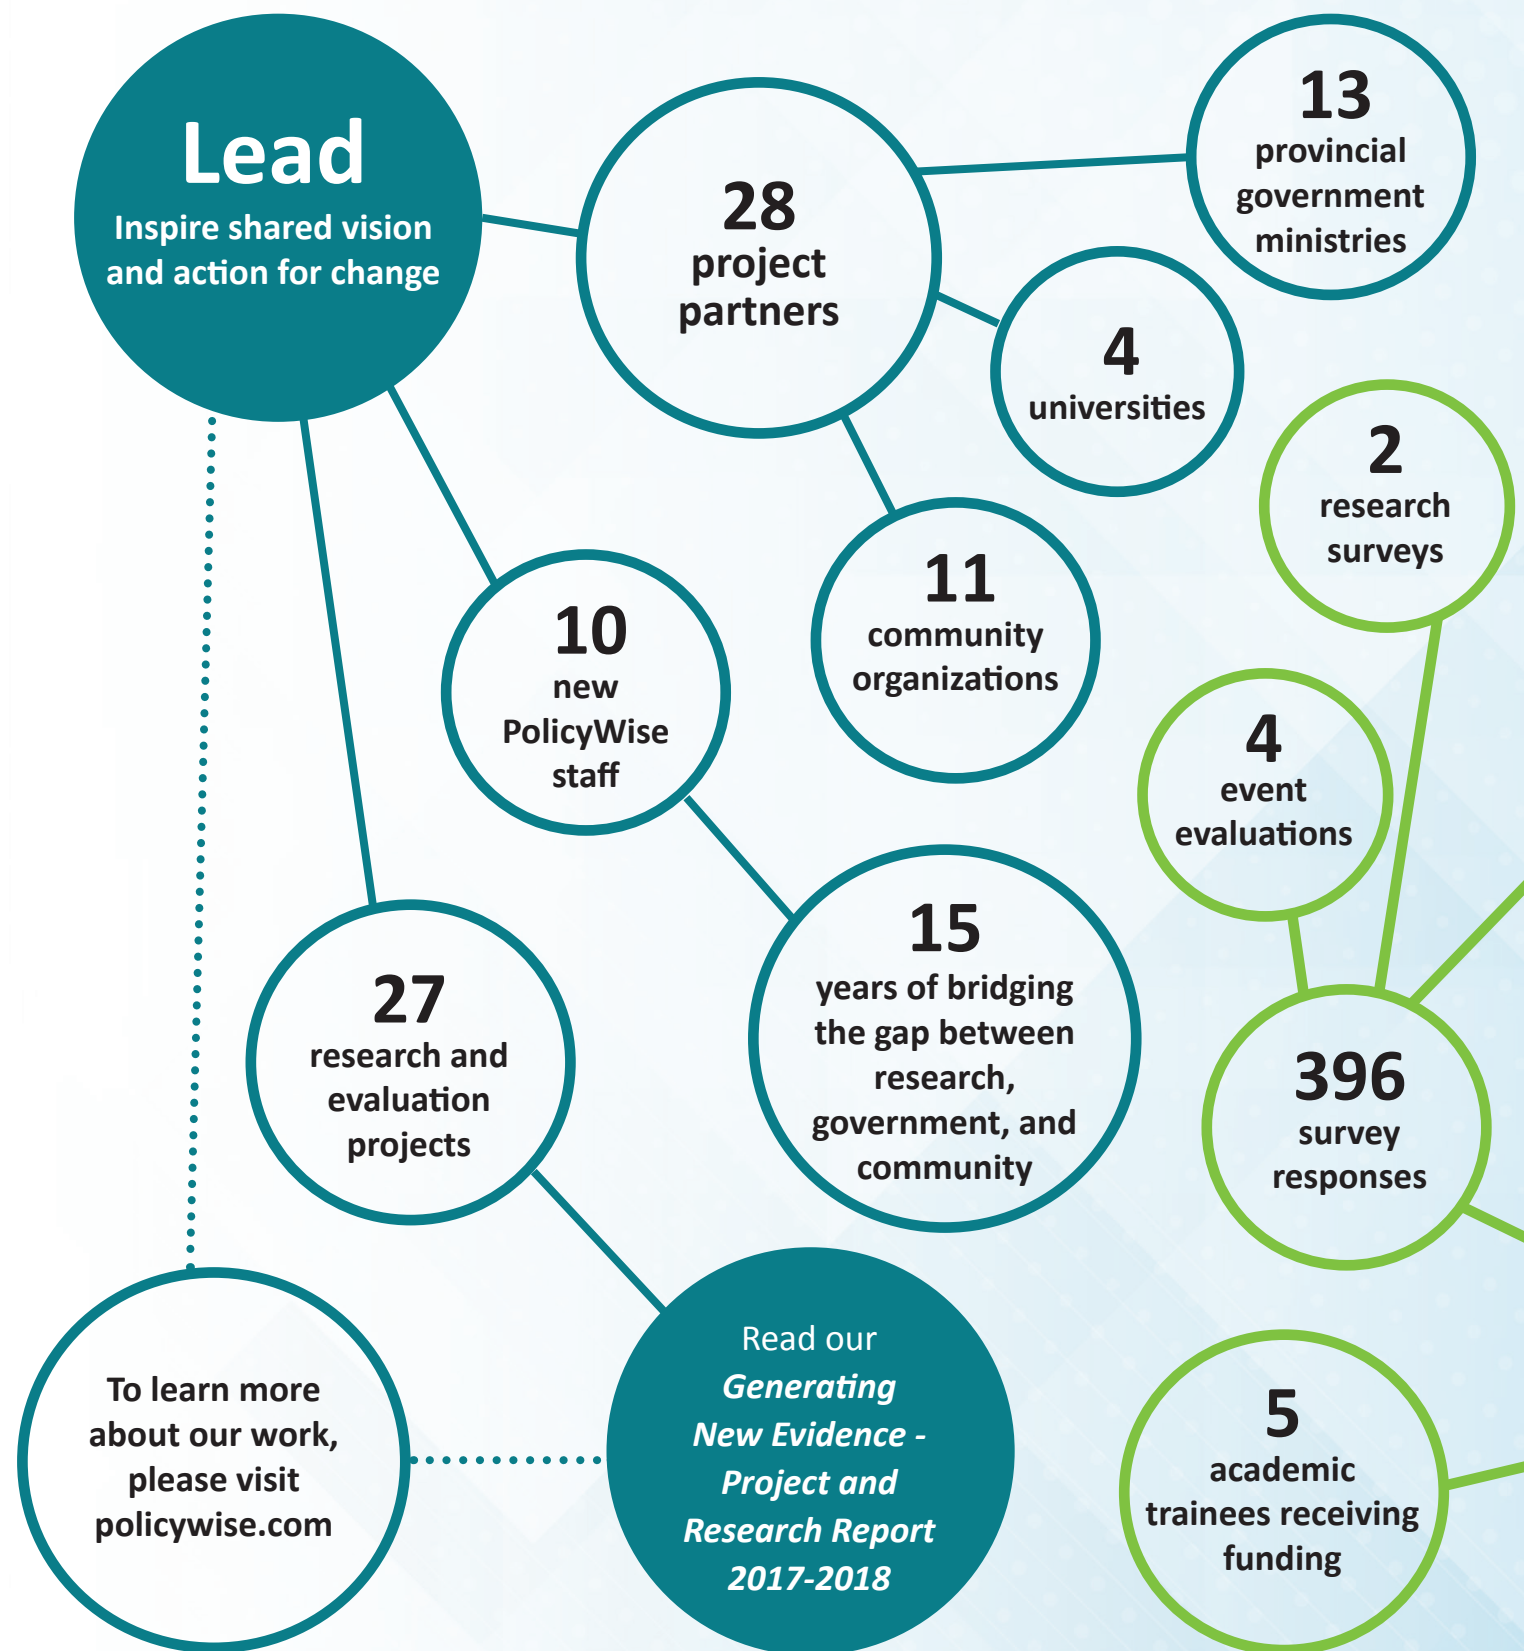 Lead
Inspire shared vision
and action for change
28
project
partners
13
provincial
government
ministries
4
universities
11
community
organizations
10
new
PolicyWise
staff
15
years of bridging
the gap between
research,
government, and
community
27
research and
evaluation
projects
Read our
Generating
New Evidence -
Project and
Research Report
2017-2018
To learn more
about our work,
please visit
policywise.com
2
research
surveys
4
event
evaluations
396
survey
responses
5
academic
trainees receiving
funding